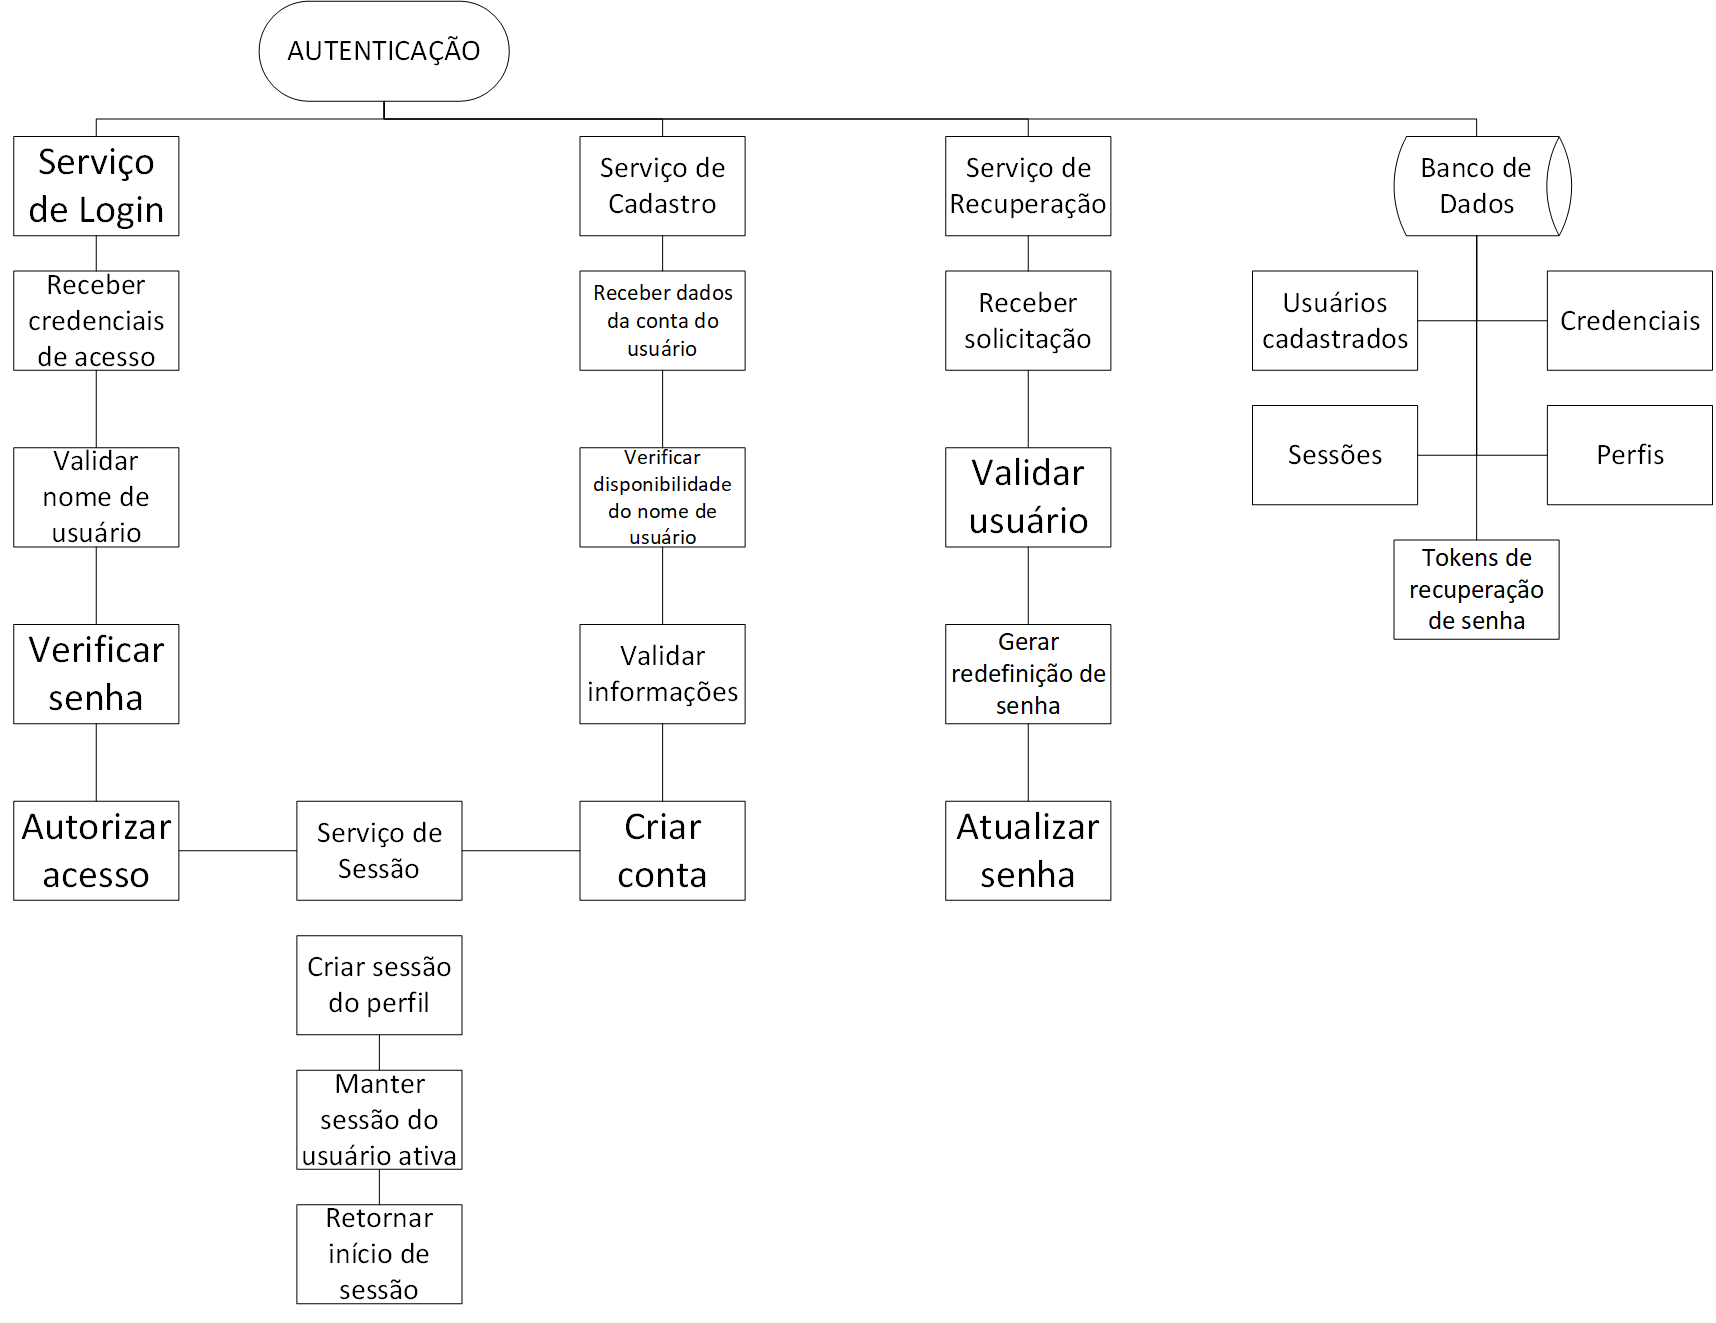 AUTENTICAÇÃO
Serviço
de Login
Serviço de
Cadastro
Serviço de
Recuperação
Banco de
Dados
Receber
credenciais
de acesso
Receber dados
da conta do
usuário
Receber
solicitação
Usuários
cadastrados
Credenciais
Validar
nome de
usuário
Verificar
disponibilidade
do nome de
usuário
Validar
usuário
Sessões
Perfis
Tokens de
recuperação
de senha
Verificar
senha
Validar
informações
Gerar
redefinição de
senha
Autorizar
acesso
Serviço de
Sessão
Criar
conta
Atualizar
senha
Criar sessão
do perfil
Manter
sessão do
usuário ativa
Retornar
início de
sessão